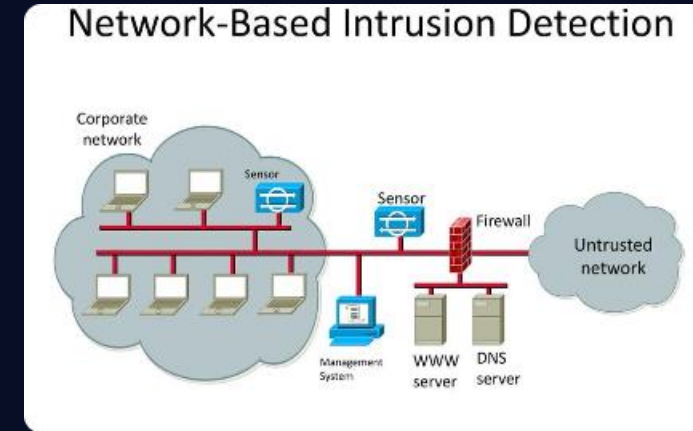 Network-Based Intrusion Detection
Corporate
network
Sensor
Sensor
Firewall
Untrusted
network
Management
System
WWW
server
DNS
server